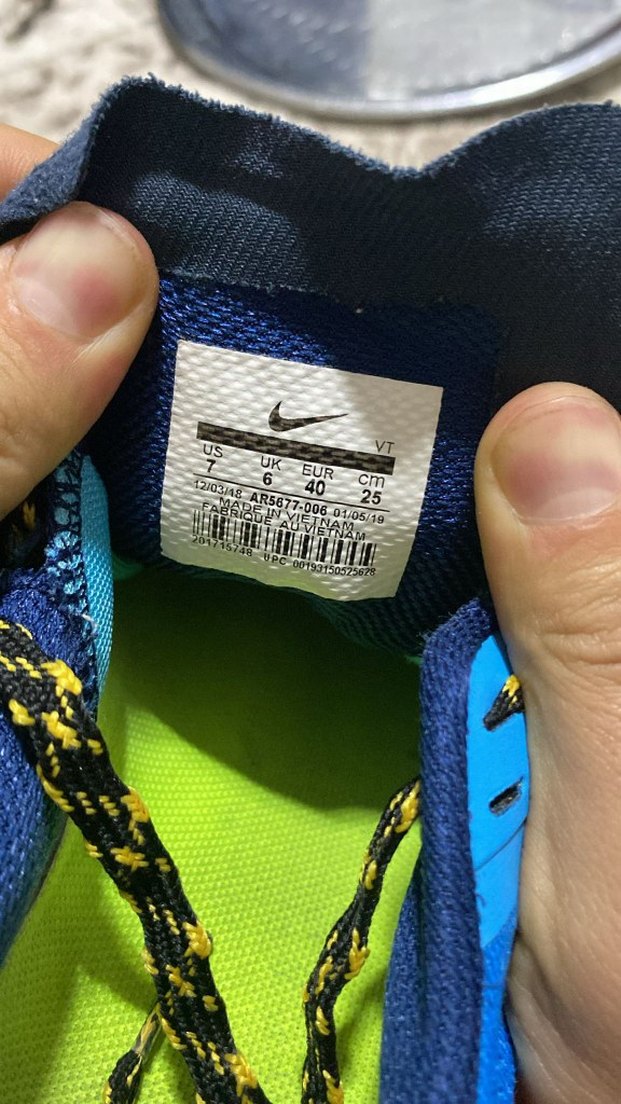 VT
US UK EUR cm
7 6 40 25
12/03/18 AR5677-006 01/05/19
MADE IN VIETNAM
FABRIQUE AU VIETNAM
201715748 UPC 00193150525628